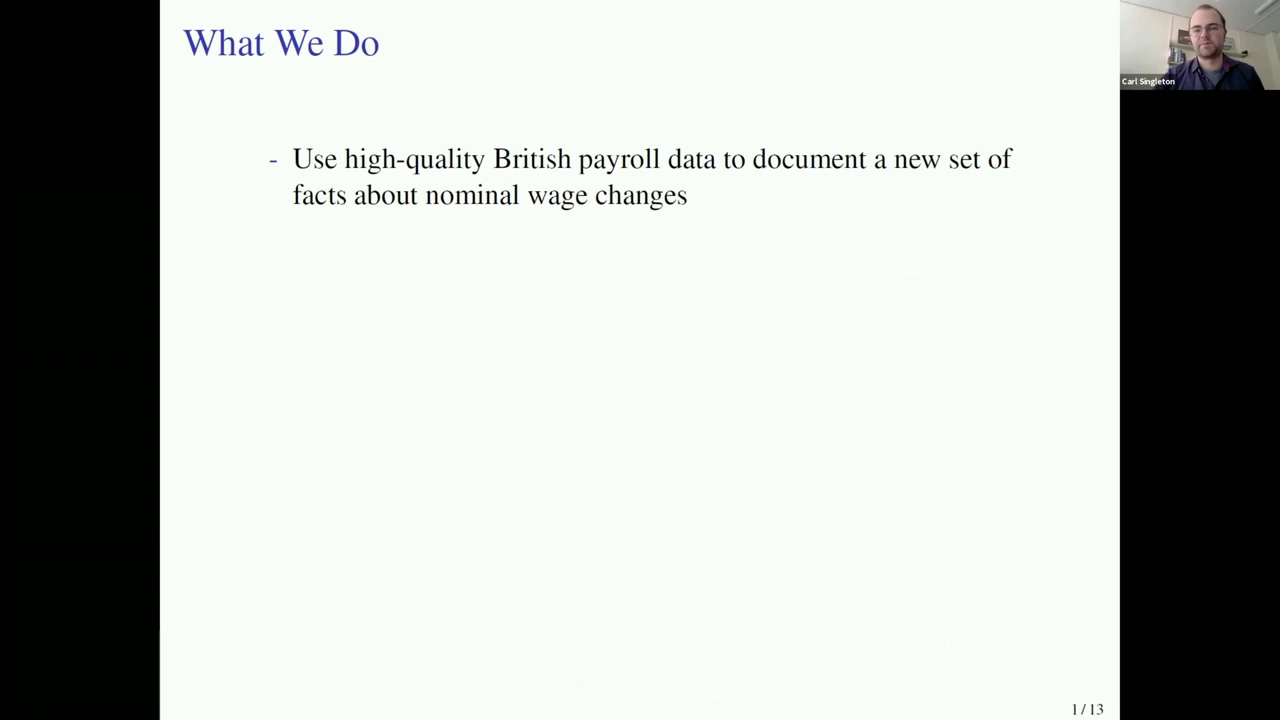 What We Do
Carl Singleton
- Use high-quality British payroll data to document a new set of
facts about nominal wage changes
1 / 13